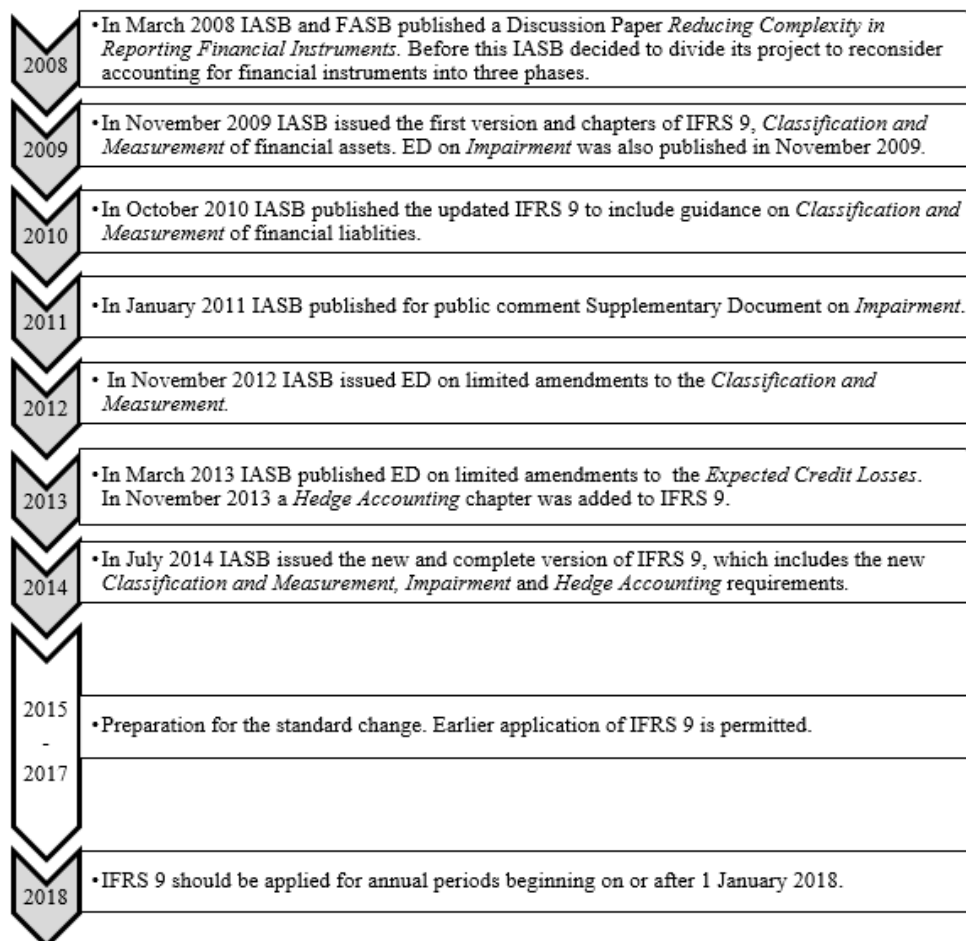 2008
•In March 2008 IASB and FASB published a Discussion Paper Reducing Complexity in
Reporting Financial Instruments. Before this IASB decided to divide its project to reconsider
accounting for financial instruments into three phases.
2009
•In November 2009 IASB issued the first version and chapters of IFRS 9, Classification and
Measurement of financial assets. ED on Impairment was also published in November 2009.
2010
•In October 2010 IASB published the updated IFRS 9 to include guidance on Classification and
Measurement of financial liablities.
2011
•In January 2011 IASB published for public comment Supplementary Document on Impairment.
2012
• In November 2012 IASB issued ED on limited amendments to the Classification and
Measurement.
2013
•In March 2013 IASB published ED on limited amendments to the Expected Credit Losses.
In November 2013 a Hedge Accounting chapter was added to IFRS 9.
2014
•In July 2014 IASB issued the new and complete version of IFRS 9, which includes the new
Classification and Measurement, Impairment and Hedge Accounting requirements.
2015
-
2017
•Preparation for the standard change. Earlier application of IFRS 9 is permitted.
2018
•IFRS 9 should be applied for annual periods beginning on or after 1 January 2018.